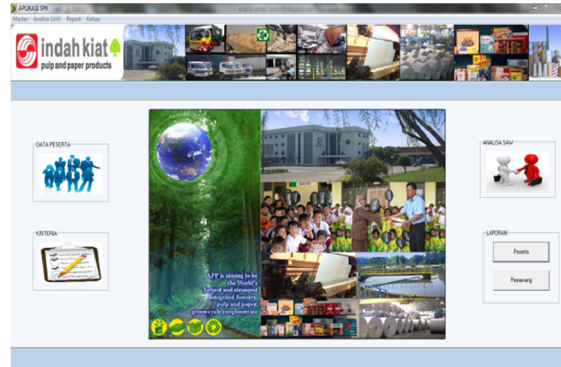 APLIKASI SPK
Master Analisa SAW Report Keluar
indah kiat
pulp and paper products
DATA PESERTA
KRITERIA
APP is aiming to be
the World's
largest and strongest
integrated forestry,
pulp and paper,
green cycle conglomerate
ANALISA SAW
LAPORAN
Peserta
Pemenang